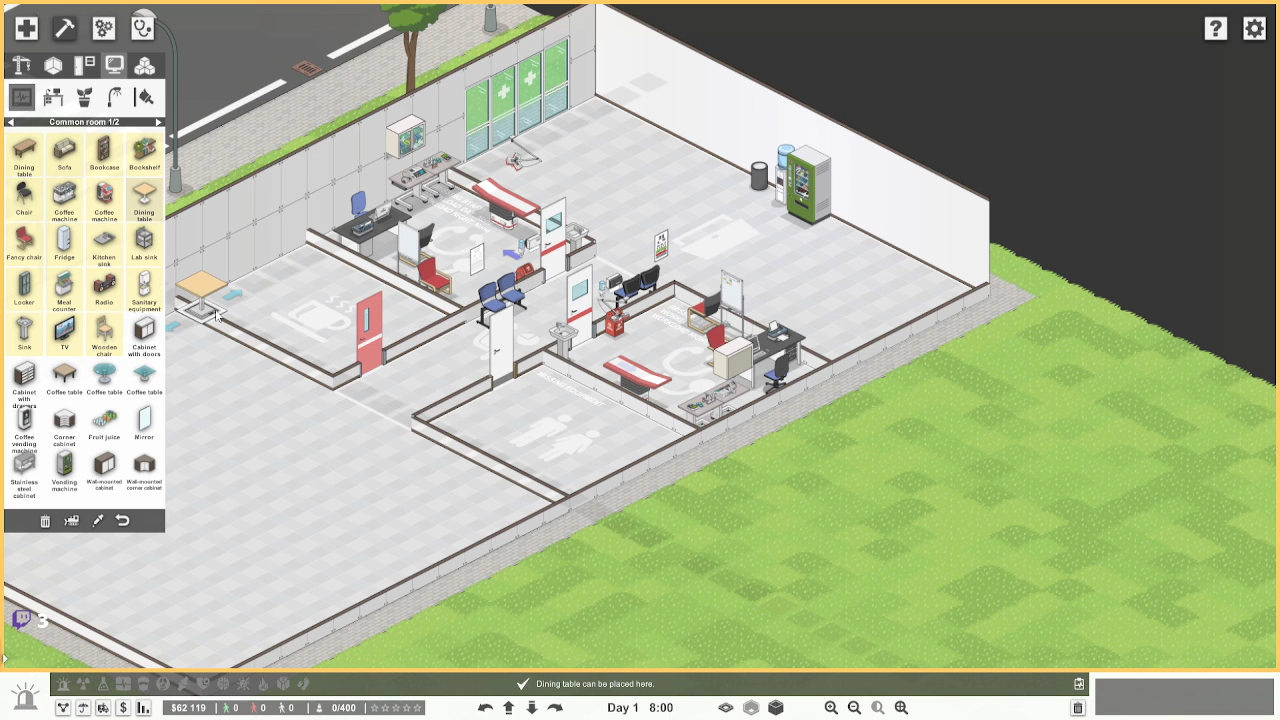 Common room 1/2
Dining table
Sofa
Bookcase
Bookshelf
Chair
Coffee machine
Coffee machine
Dining table
Fancy chair
Fridge
Kitchen sink
Lab sink
Locker
Meal counter
Radio
Sanitary equipment
Sink
TV
Wooden chair
Cabinet with doors
Cabinet with drawers
Coffee table
Coffee table
Coffee table
Coffee vending machine
Corner cabinet
Fruit juice
Mirror
Stainless steel cabinet
Vending machine
Wall-mounted cabinet
Wall-mounted corner cabinet
3
Dining table can be placed here.
$62 119
0
0
0
0/400
Day 1 8:00
?